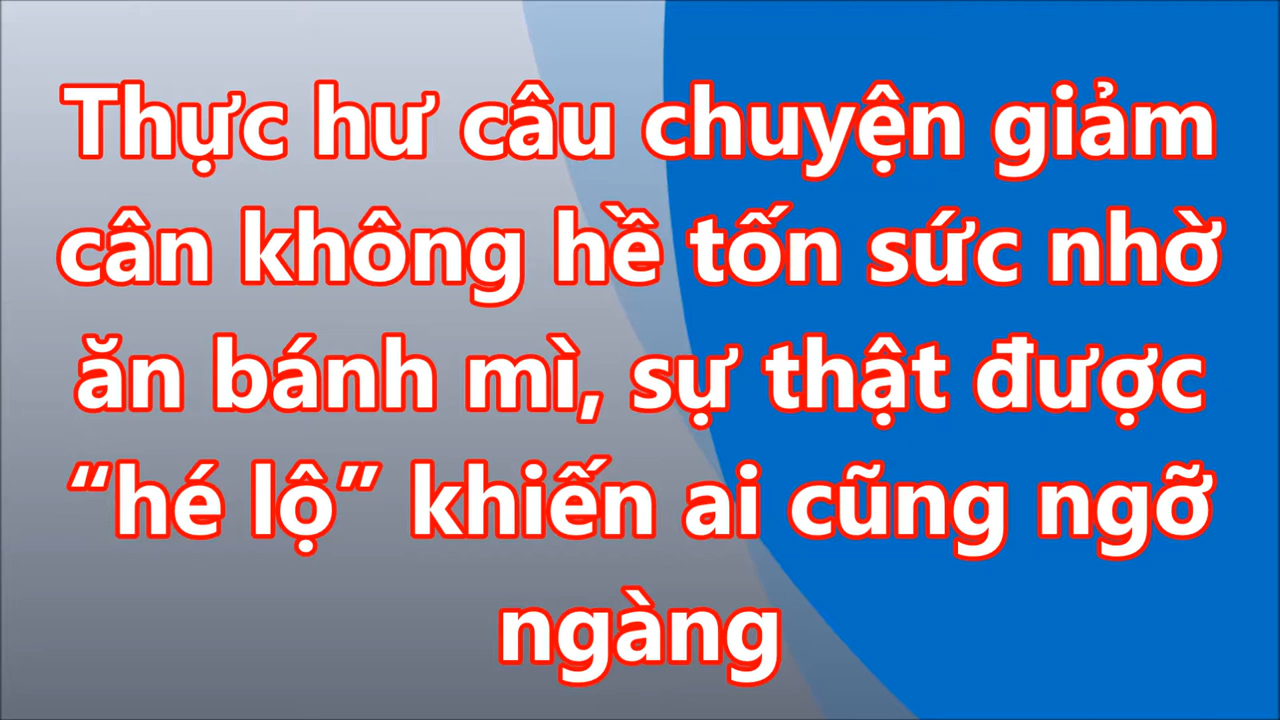 Thực hư câu chuyện giảm
cân không hề tốn sức nhờ
ăn bánh mì, sự thật được
“hé lộ” khiến ai cũng ngỡ
ngàng